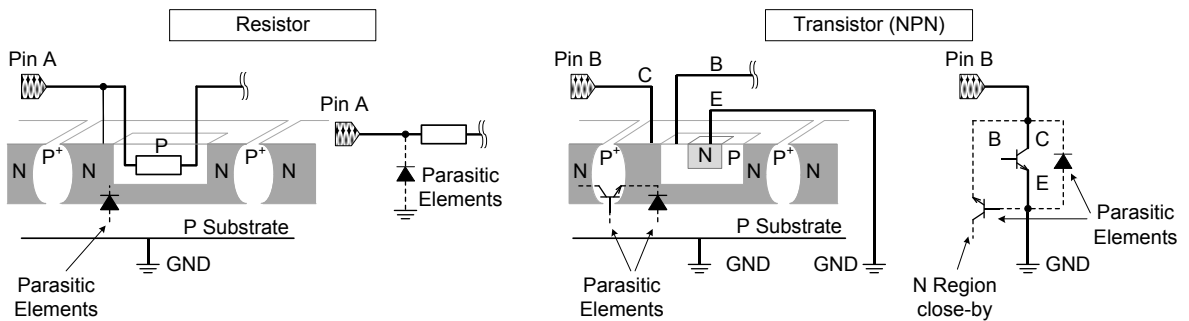 Resistor
Transistor (NPN)
Pin A
Pin A
Pin B
C
B
E
Pin B
P
N
P+
N
P+
N
Parasitic
Elements
N
P+
N
P
N
P+
N
B
C
E
P Substrate
GND
Parasitic
Elements
P Substrate
GND
GND
Parasitic
Elements
Parasitic
Elements
N Region
close-by